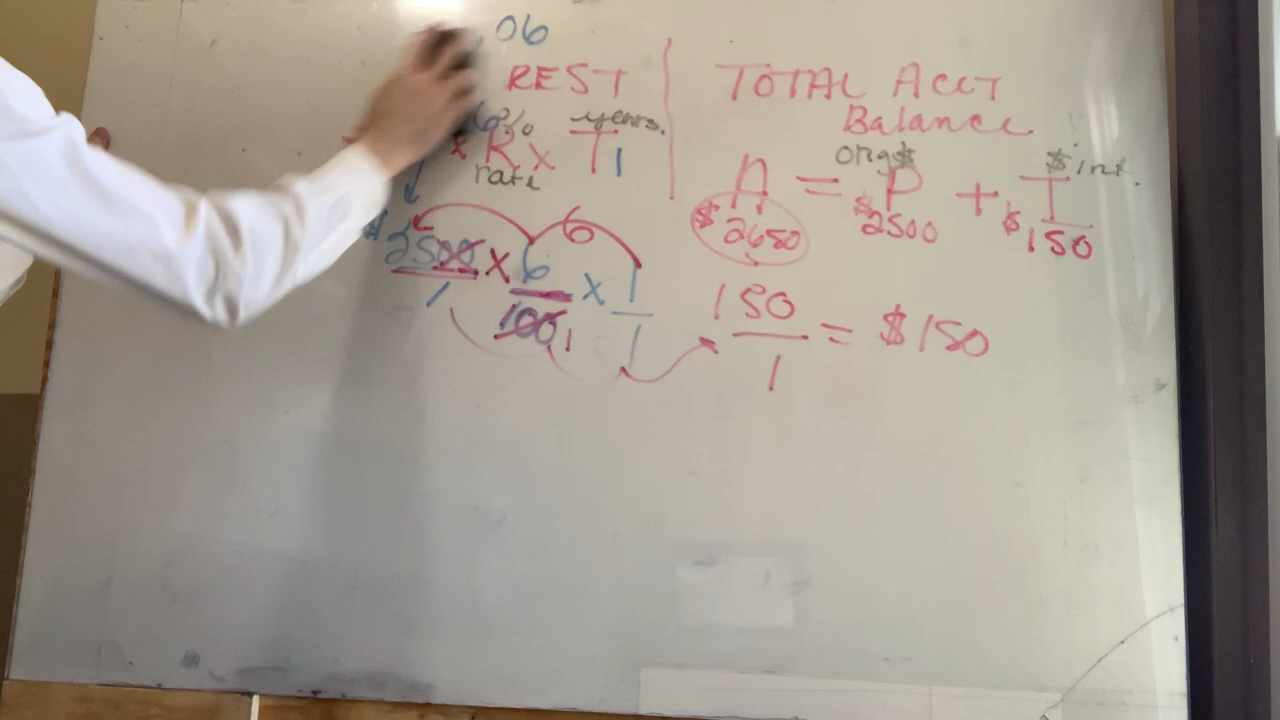 .06
REST | TOTAL ACCT
Balance
6% years.
x R x T 1
rate
org$ $int.
A = P + I
$2650 $2500 $150
6
$2500 x 6 x 1
1 100 1 1
150 = $150
1